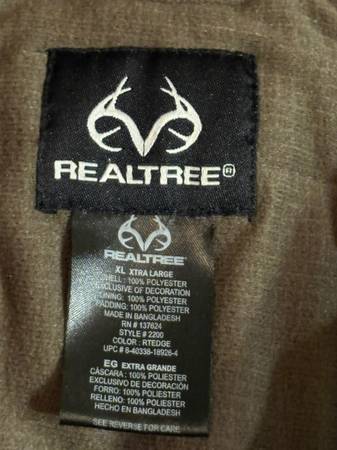 REALTREE®
REALTREE
XL XTRA LARGE
SHELL : 100% POLYESTER
EXCLUSIVE OF DECORATION
LINING: 100% POLYESTER
PADDING: 100% POLYESTER
MADE IN BANGLADESH
RN # 137624
STYLE # 2200
COLOR : RTEDGE
UPC # 8-40338-18926-4
EG EXTRA GRANDE
CÁSCARA : 100% POLIESTER
EXCLUSIVO DE DECORACIÓN
FORRO: 100% POLIESTER
RELLENO: 100% POLIESTER
HECHO EN BANGLADESH
SEE REVERSE FOR CARE